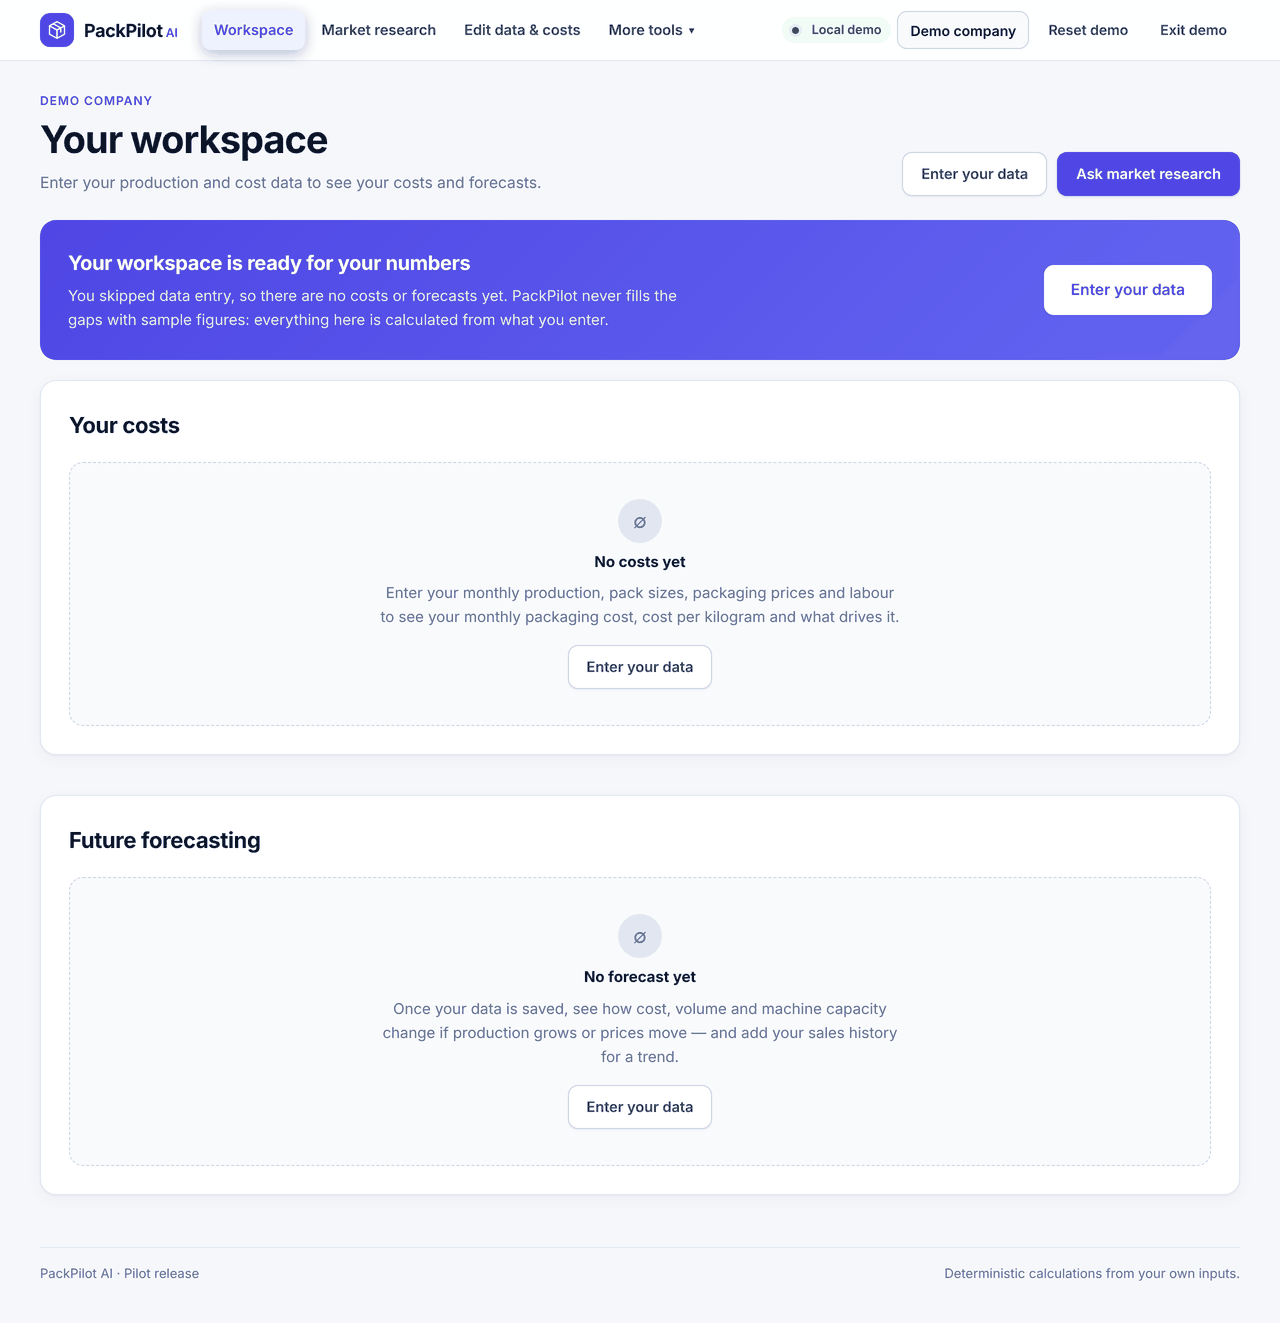 PackPilot AI
Workspace
Market research
Edit data & costs
More tools ▾
Local demo
Demo company
Reset demo
Exit demo
DEMO COMPANY
Your workspace
Enter your production and cost data to see your costs and forecasts.
Enter your data
Ask market research
Your workspace is ready for your numbers
You skipped data entry, so there are no costs or forecasts yet. PackPilot never fills the
gaps with sample figures: everything here is calculated from what you enter.
Enter your data
Your costs
∅
No costs yet
Enter your monthly production, pack sizes, packaging prices and labour
to see your monthly packaging cost, cost per kilogram and what drives it.
Enter your data
Future forecasting
∅
No forecast yet
Once your data is saved, see how cost, volume and machine capacity
change if production grows or prices move — and add your sales history
for a trend.
Enter your data
PackPilot AI · Pilot release
Deterministic calculations from your own inputs.